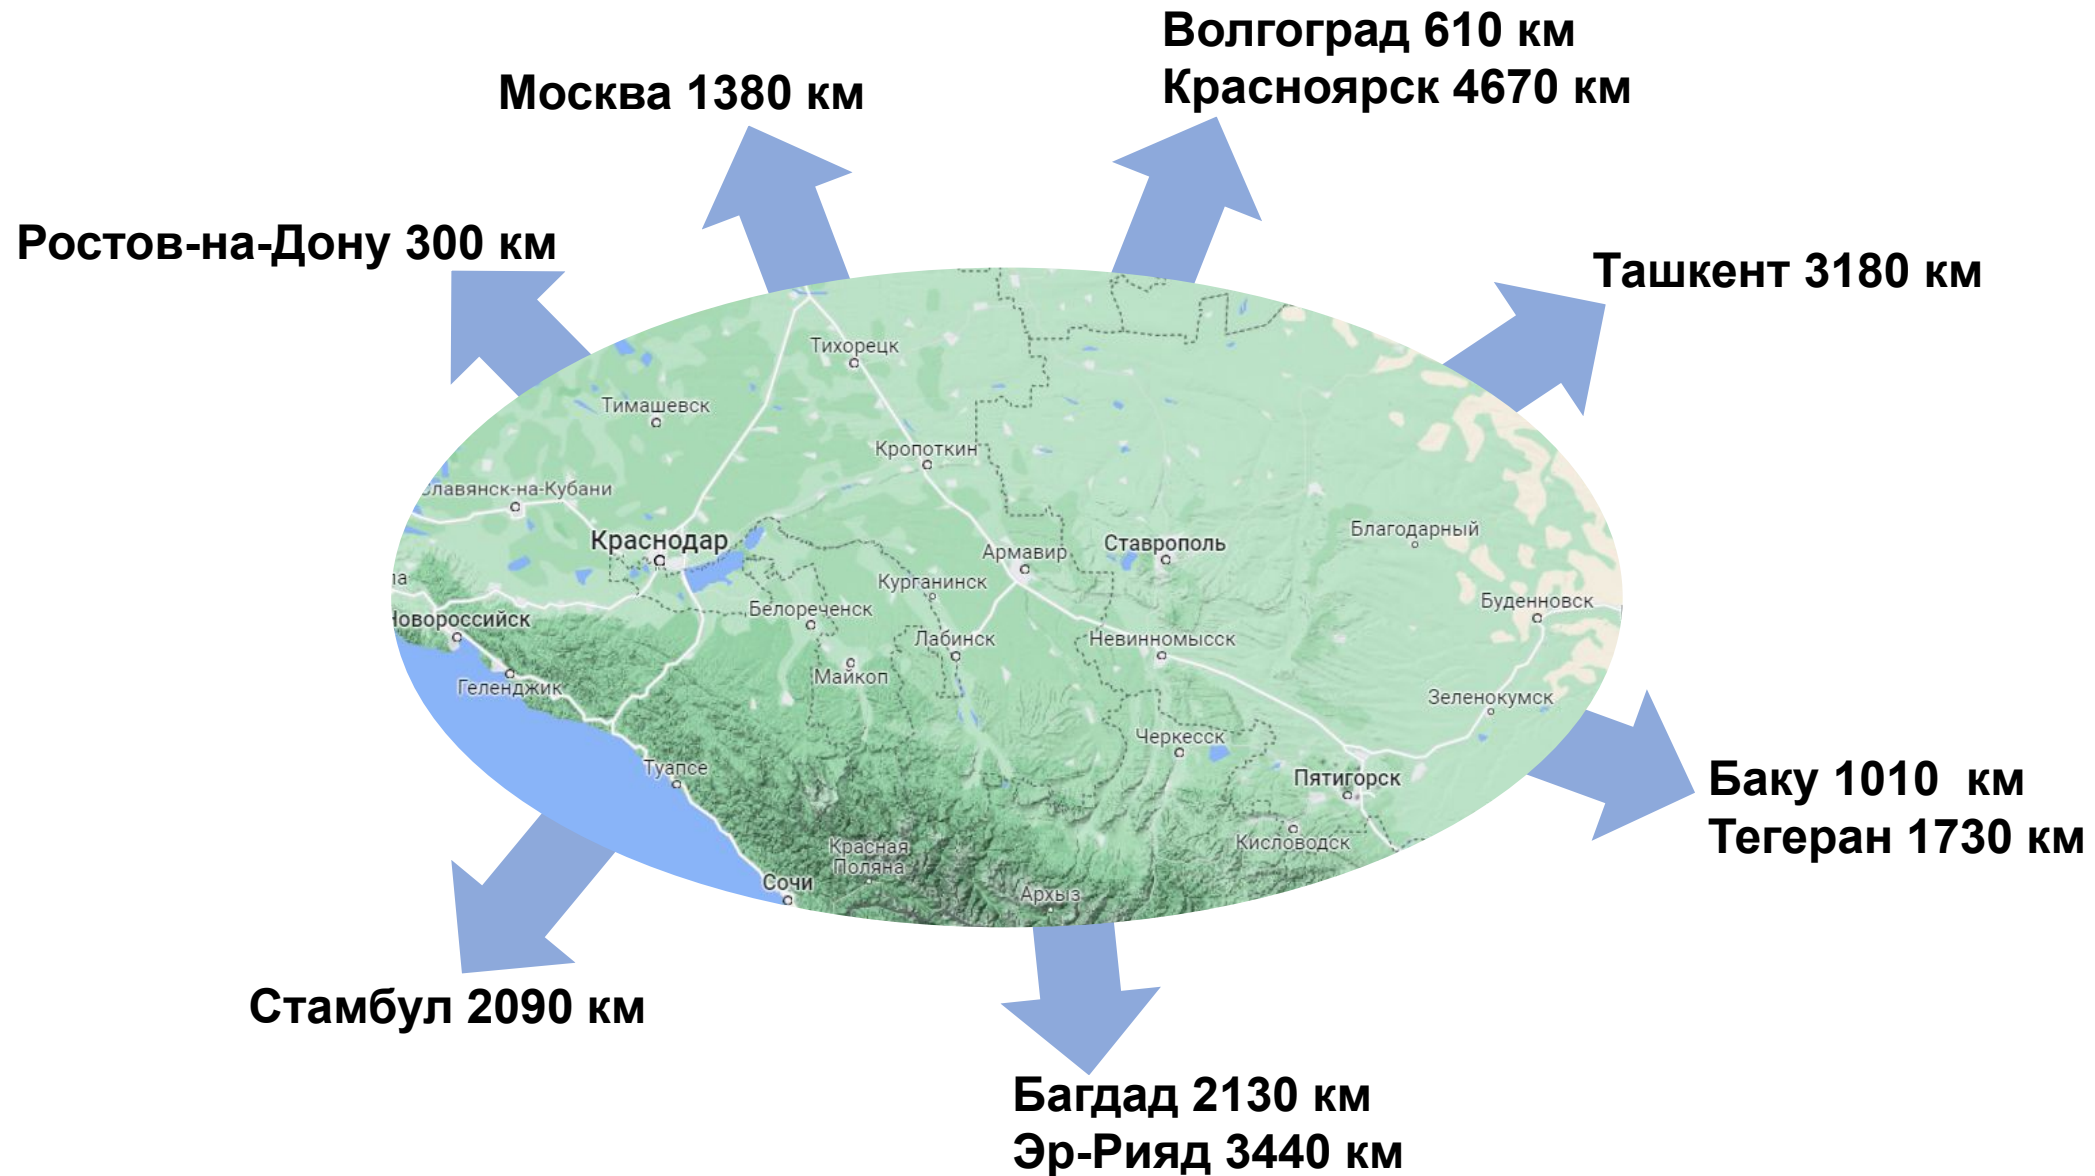 Волгоград 610 км
Красноярск 4670 км
Москва 1380 км
Ростов-на-Дону 300 км
Ташкент 3180 км
Тихорецк
Тимашевск
Кропоткин
Славянск-на-Кубани
Благодарный
Краснодар
Ставрополь
Армавир
Курганинск
Буденновск
Белореченск
Новороссийск
Лабинск
Невинномысск
Майкоп
Геленджик
Зеленокумск
Черкесск
Туапсе
Пятигорск
Баку 1010 км
Тегеран 1730 км
Кисловодск
Красная
Поляна
Сочи
Архыз
Стамбул 2090 км
Багдад 2130 км
Эр-Рияд 3440 км